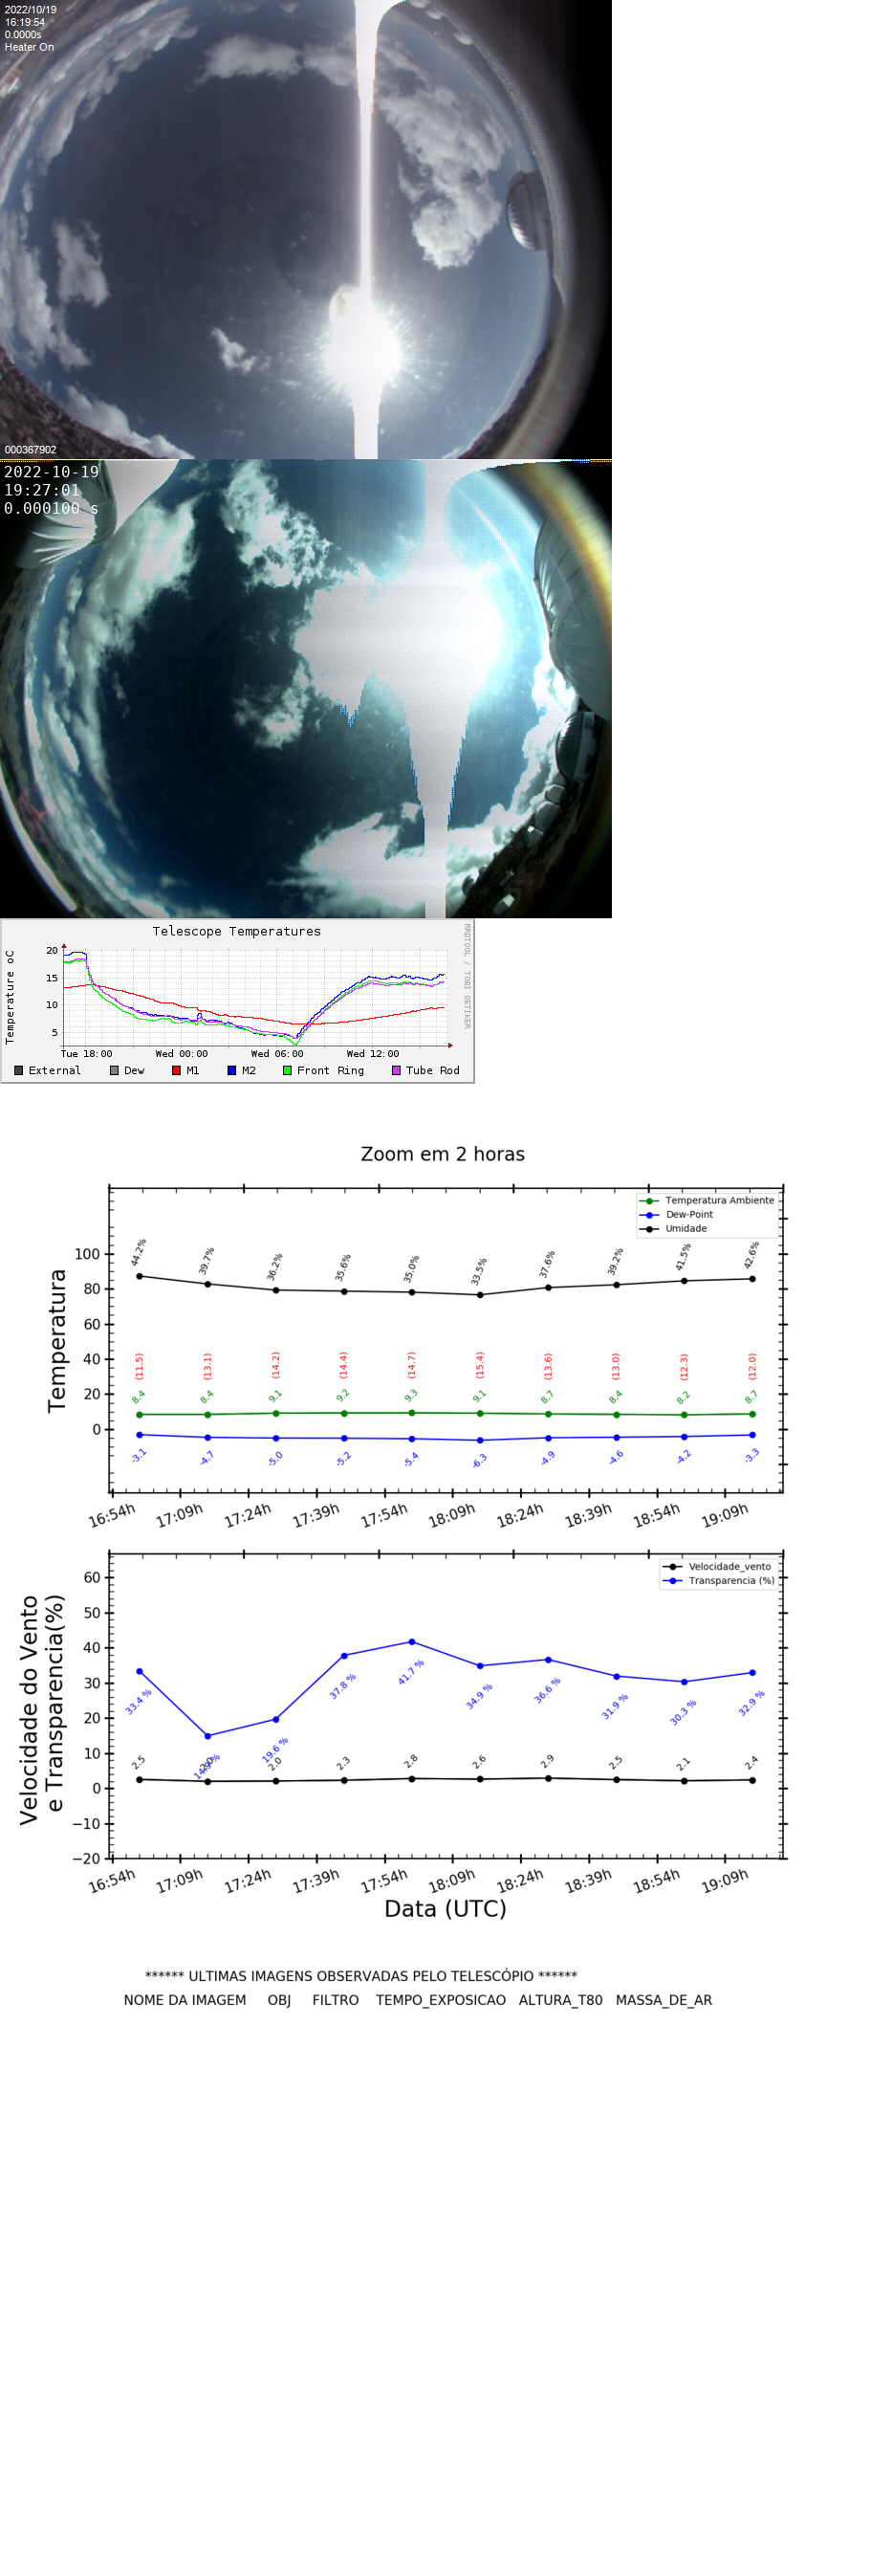 2022/10/19
16:19:54
0.0000s
Heater On
000367902
2022-10-19
19:27:01
0.000100 s
Telescope Temperatures
RRDTOOL / TOBI OETIKER
Temperature oC
20
15
10
5
Tue 18:00 Wed 00:00 Wed 06:00 Wed 12:00
External Dew M1 M2 Front Ring Tube Rod
Zoom em 2 horas
Temperatura Ambiente
Dew-Point
Umidade
Temperatura
100
80
60
40
20
0
44.2% 39.7% 36.2% 35.6% 35.0% 33.5% 37.6% 39.2% 41.5% 42.6%
(11.5) (13.1) (14.2) (14.4) (14.7) (15.4) (13.6) (13.0) (12.3) (12.0)
8.4 8.4 9.1 9.2 9.3 9.1 8.7 8.4 8.2 8.7
-3.1 -4.7 -5.0 -5.2 -5.4 -6.3 -4.9 -4.6 -4.2 -3.3
16:54h 17:09h 17:24h 17:39h 17:54h 18:09h 18:24h 18:39h 18:54h 19:09h
Velocidade_vento
Transparencia (%)
Velocidade do Vento
e Transparencia(%)
60
50
40
30
20
10
0
−10
−20
33.4 % 19.6 % 37.8 % 41.7 % 34.9 % 36.6 % 31.9 % 30.3 % 32.9 %
2.5 2.0 2.3 2.8 2.6 2.9 2.5 2.1 2.4
16:54h 17:09h 17:24h 17:39h 17:54h 18:09h 18:24h 18:39h 18:54h 19:09h
Data (UTC)
****** ULTIMAS IMAGENS OBSERVADAS PELO TELESCÓPIO ******
NOME DA IMAGEM OBJ FILTRO TEMPO_EXPOSICAO ALTURA_T80 MASSA_DE_AR